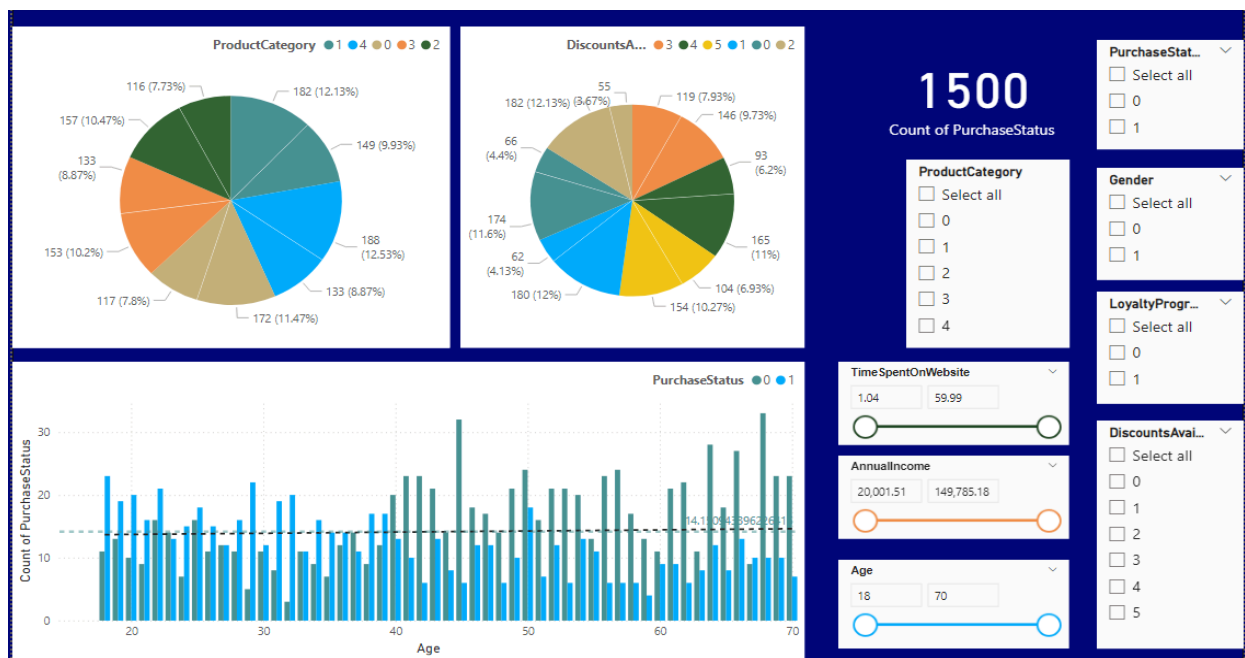 ProductCategory 1 4 0 3 2
116 (7.73%)
182 (12.13%)
157 (10.47%)
149 (9.93%)
133
(8.87%)
188
(12.53%)
153 (10.2%)
133 (8.87%)
117 (7.8%)
172 (11.47%)
DiscountsA... 3 4 5 1 0 2
55
(3.67%)
182 (12.13%)
119 (7.93%)
146 (9.73%)
66
(4.4%)
93
(6.2%)
174
(11.6%)
165
(11%)
62
(4.13%)
104 (6.93%)
180 (12%)
154 (10.27%)
1500
Count of PurchaseStatus
ProductCategory
Select all
0
1
2
3
4
PurchaseStat...
Select all
0
1
Gender
Select all
0
1
LoyaltyProgr...
Select all
0
1
DiscountsAvai...
Select all
0
1
2
3
4
5
TimeSpentOnWebsite
1.04 59.99
AnnualIncome
20,001.51 149,785.18
Age
18 70
PurchaseStatus 0 1
Count of PurchaseStatus
30
20
10
0
20 30 40 50 60 70
Age